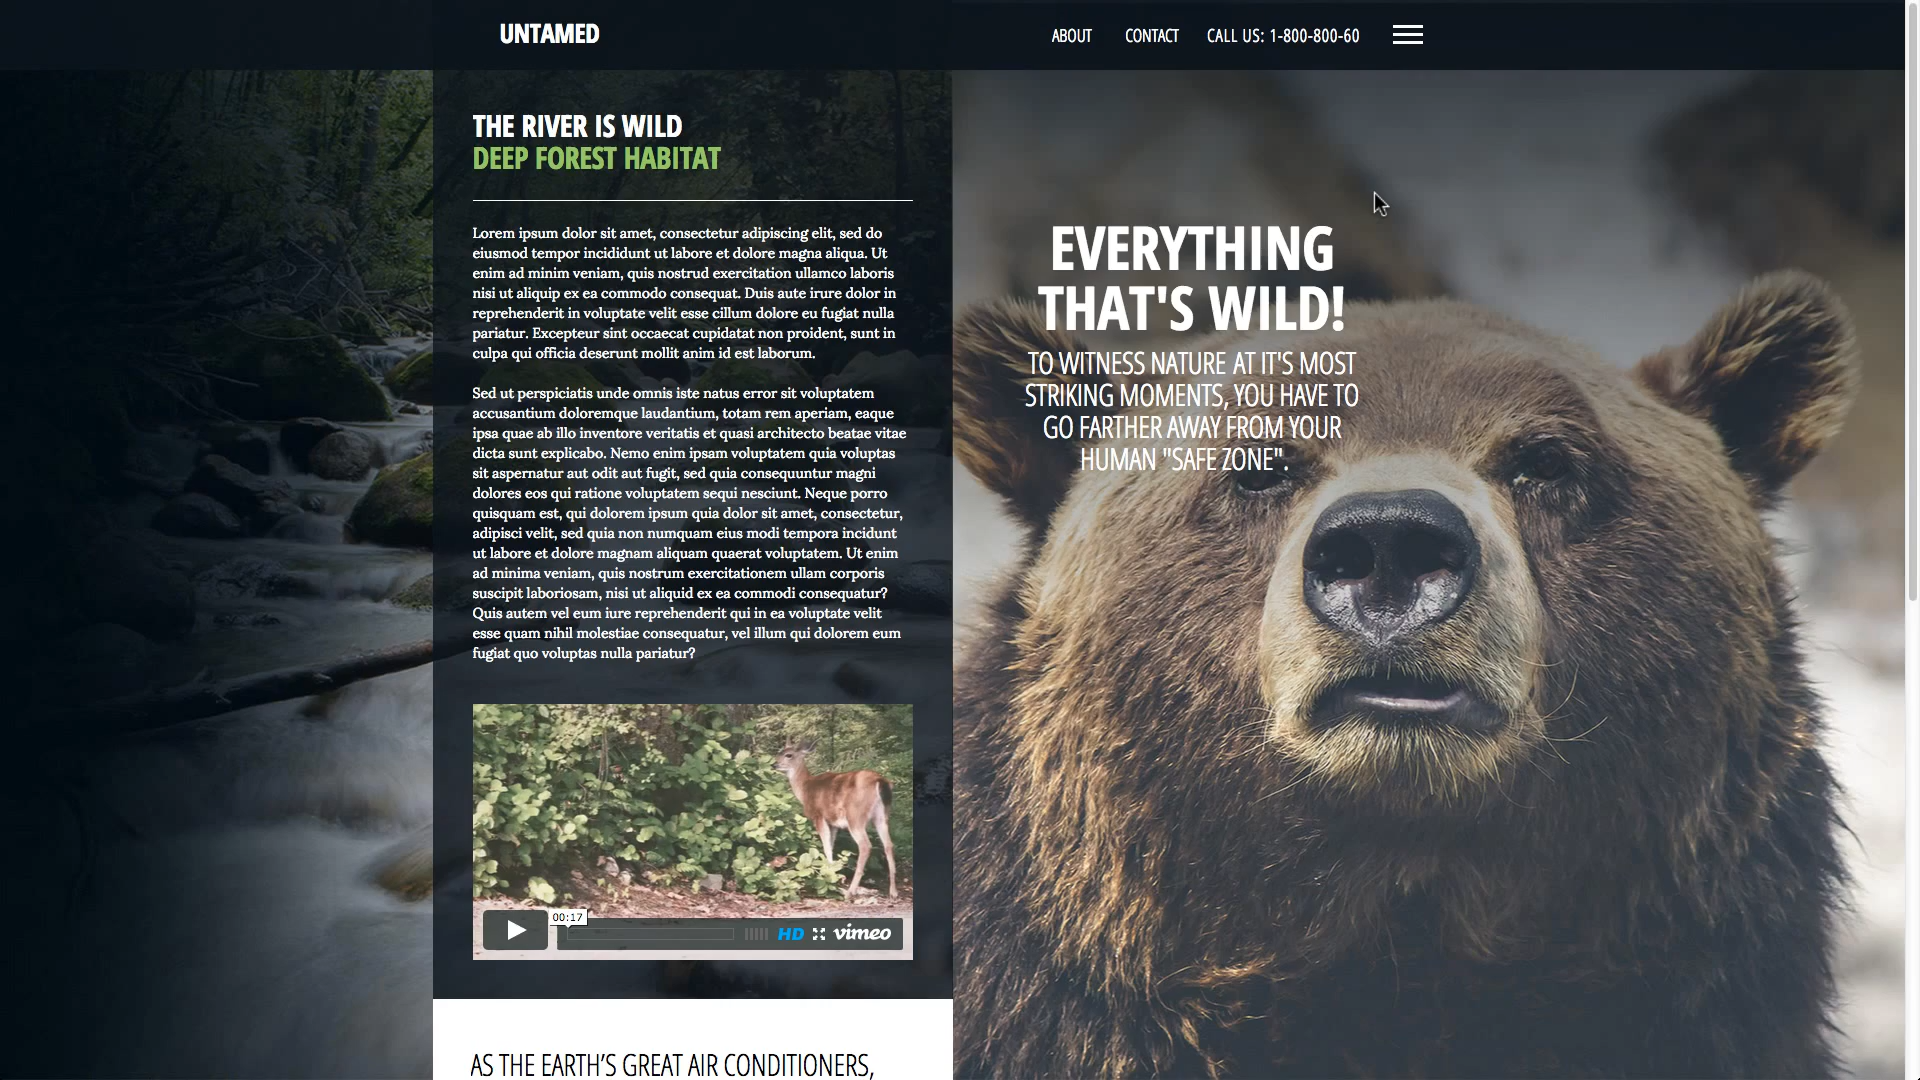 UNTAMED
ABOUT CONTACT CALL US: 1-800-800-60
THE RIVER IS WILD
DEEP FOREST HABITAT
Lorem ipsum dolor sit amet, consectetur adipiscing elit, sed do
eiusmod tempor incididunt ut labore et dolore magna aliqua. Ut
enim ad minim veniam, quis nostrud exercitation ullamco laboris
nisi ut aliquip ex ea commodo consequat. Duis aute irure dolor in
reprehenderit in voluptate velit esse cillum dolore eu fugiat nulla
pariatur. Excepteur sint occaecat cupidatat non proident, sunt in
culpa qui officia deserunt mollit anim id est laborum.
Sed ut perspiciatis unde omnis iste natus error sit voluptatem
accusantium doloremque laudantium, totam rem aperiam, eaque
ipsa quae ab illo inventore veritatis et quasi architecto beatae vitae
dicta sunt explicabo. Nemo enim ipsam voluptatem quia voluptas
sit aspernatur aut odit aut fugit, sed quia consequuntur magni
dolores eos qui ratione voluptatem sequi nesciunt. Neque porro
quisquam est, qui dolorem ipsum quia dolor sit amet, consectetur,
adipisci velit, sed quia non numquam eius modi tempora incidunt
ut labore et dolore magnam aliquam quaerat voluptatem. Ut enim
ad minima veniam, quis nostrum exercitationem ullam corporis
suscipit laboriosam, nisi ut aliquid ex ea commodi consequatur?
Quis autem vel eum iure reprehenderit qui in ea voluptate velit
esse quam nihil molestiae consequatur, vel illum qui dolorem eum
fugiat quo voluptas nulla pariatur?
00:17
HD vimeo
AS THE EARTH’S GREAT AIR CONDITIONERS,
EVERYTHING
THAT'S WILD!
TO WITNESS NATURE AT IT'S MOST
STRIKING MOMENTS, YOU HAVE TO
GO FARTHER AWAY FROM YOUR
HUMAN "SAFE ZONE".